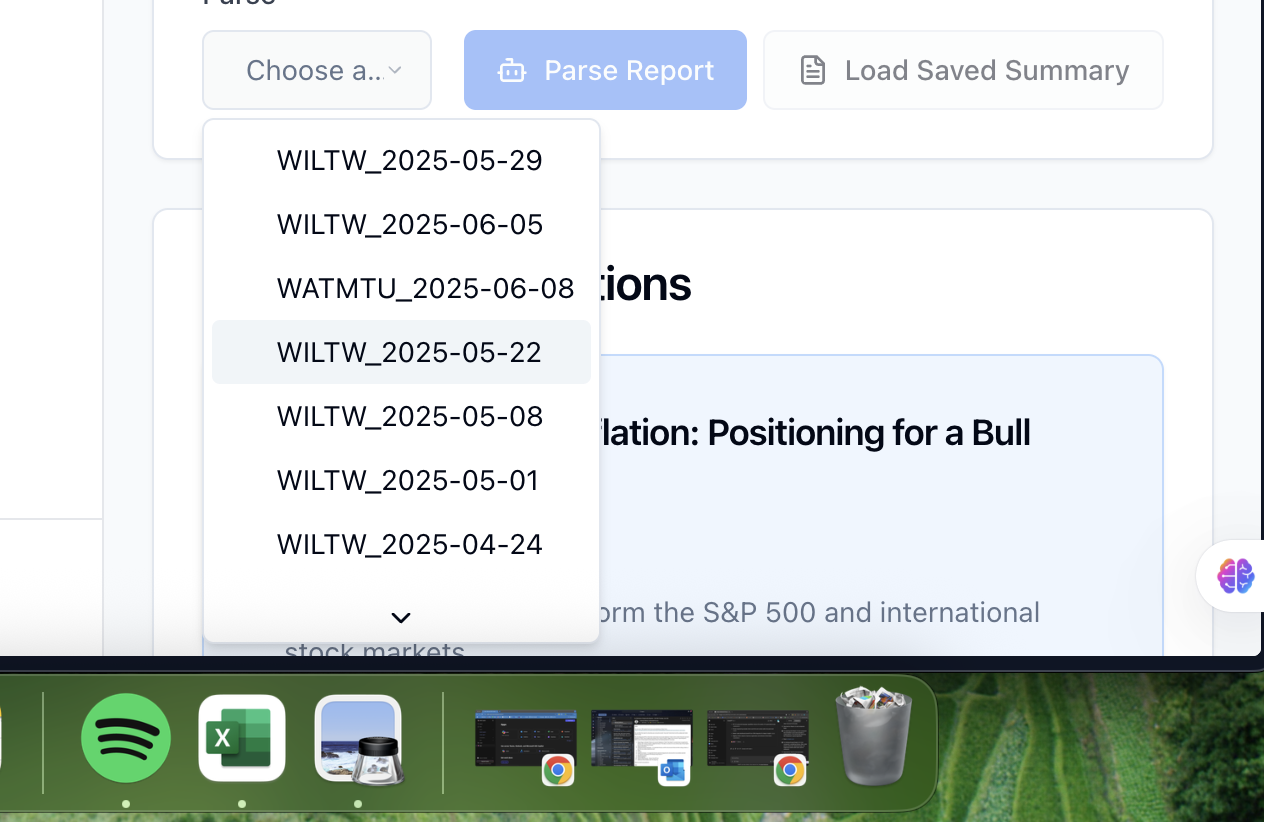 Parse
Choose a...
Parse Report
Load Saved Summary
WILTW_2025-05-29
WILTW_2025-06-05
WATMTU_2025-06-08
WILTW_2025-05-22
WILTW_2025-05-08
WILTW_2025-05-01
WILTW_2025-04-24
tions
flation: Positioning for a Bull
orm the S&P 500 and international
stock markets
X